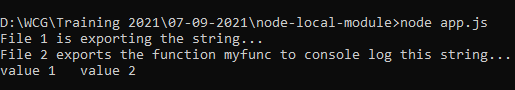 D:\WCG\Training 2021\07-09-2021\node-local-module>node app.js
File 1 is exporting the string...
File 2 exports the function myfunc to console log this string...
value 1   value 2